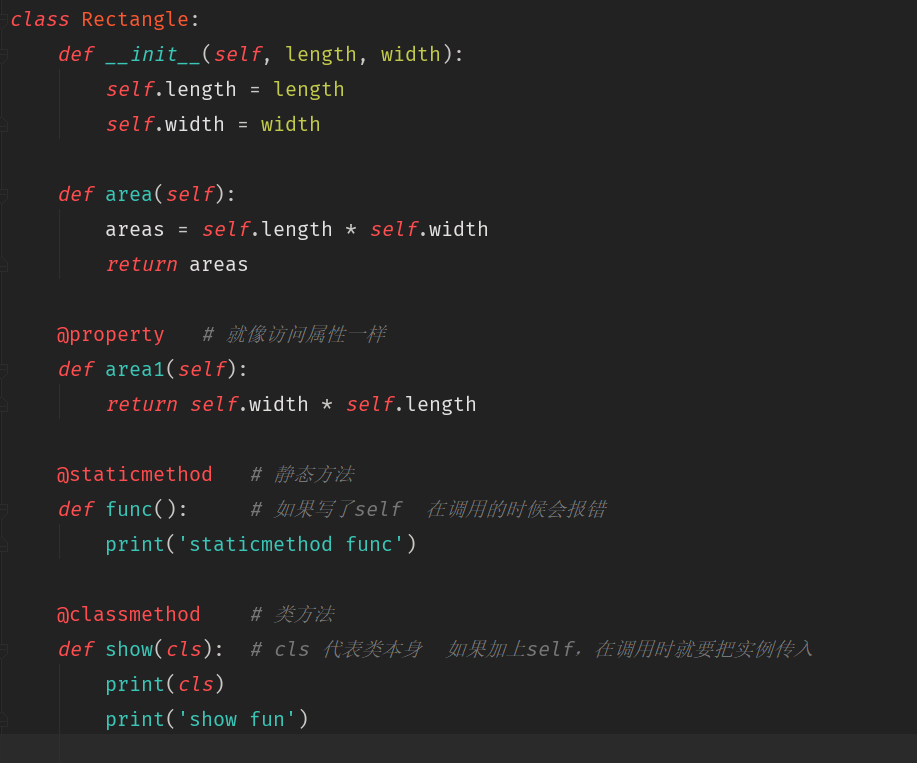 class Rectangle:
    def __init__(self, length, width):
        self.length = length
        self.width = width
    def area(self):
        areas = self.length * self.width
        return areas
    @property   # 就像访问属性一样
    def area1(self):
        return self.width * self.length
    @staticmethod   # 静态方法
    def func():     # 如果写了self  在调用的时候会报错
        print('staticmethod func')
    @classmethod    # 类方法
    def show(cls):  # cls 代表类本身  如果加上self，在调用时就要把实例传入
        print(cls)
        print('show fun')